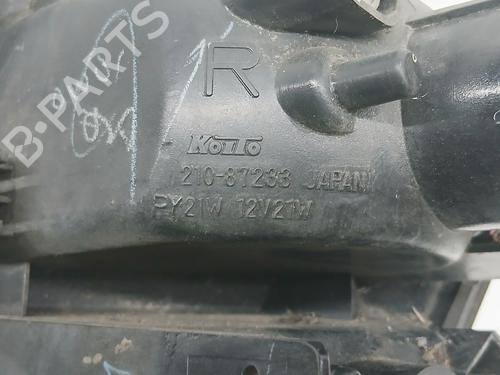 B-PARTS
R
KOITO
210-87233 JAPAN
PY21W 12V21W